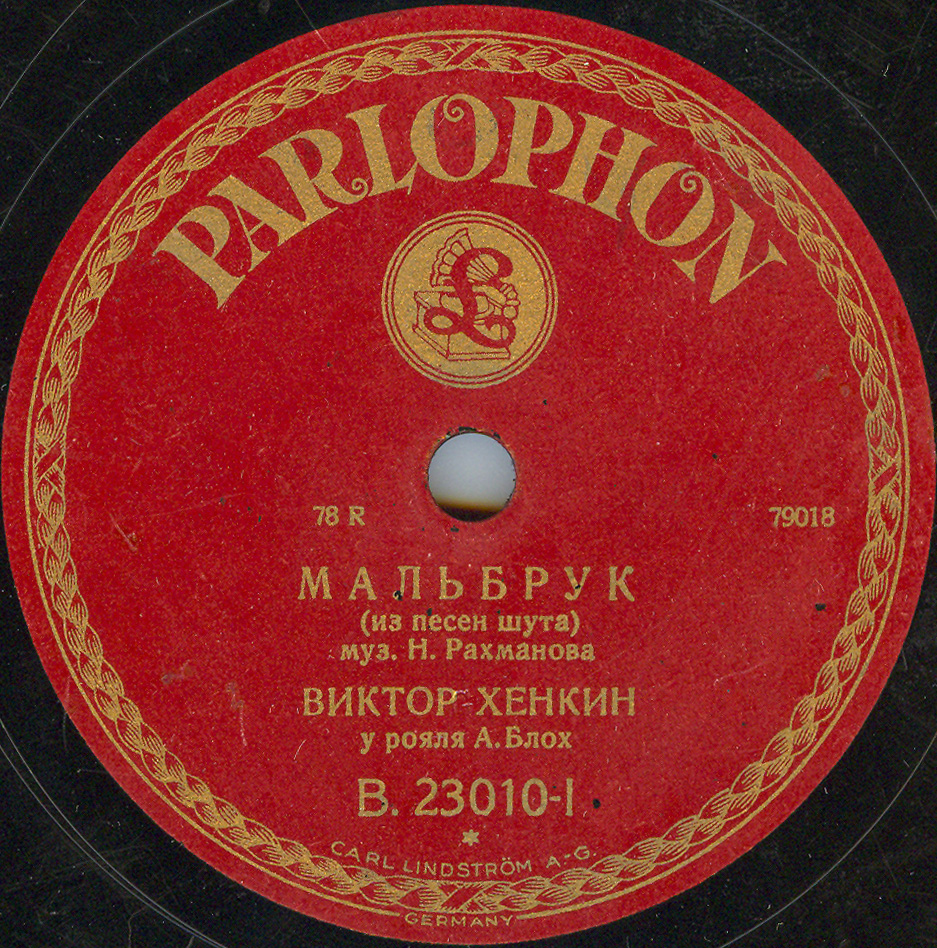 PARLOPHON
£
78 R 79018
МАЛЬБРУК
(из песен шута)
муз. Н. Рахманова
ВИКТОР ХЕНКИН
у рояля А. Блох
B. 23010-I
*
CARL LINDSTRÖM A-G.
GERMANY